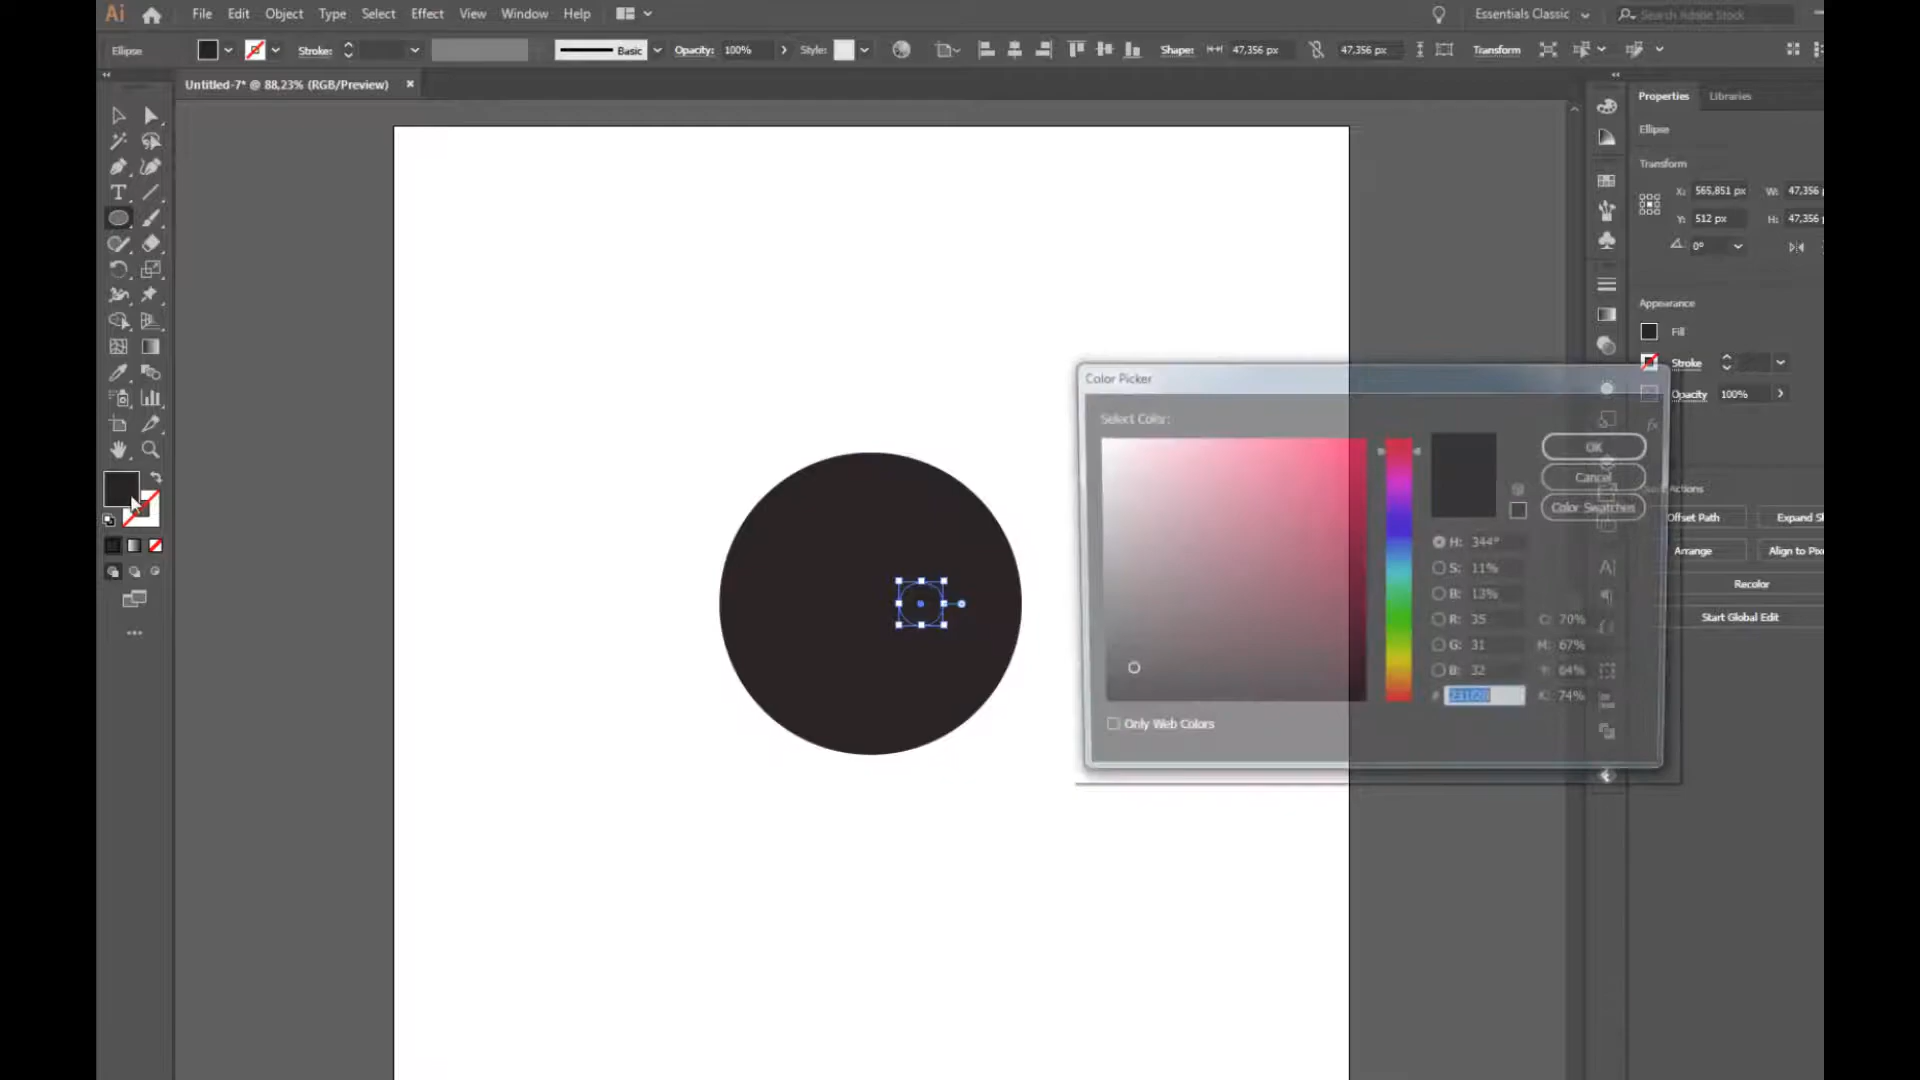 Ai File Edit Object Type Select Effect View Window Help Essentials Classic Search Adobe Stock
Ellipse Stroke: Basic Opacity: 100% Style: Shape: 47,356 px 47,356 px Transform
Untitled-7* @ 88,23% (RGB/Preview) ×
Properties Libraries
Ellipse
Transform
X: 565,851 px W: 47,356
Y: 512 px H: 47,356
0°
Appearance
Fill
Stroke
Opacity 100%
fx
Actions
Offset Path Expand
Arrange Align to
Recolor
Start Global Edit
Color Picker
Select Color:
OK
Cancel
Color Swatches
H: 344°
S: 11%
B: 13%
R: 35 C: 70%
G: 31 M: 67%
B: 32 Y: 64%
# 231f20 K: 74%
Only Web Colors